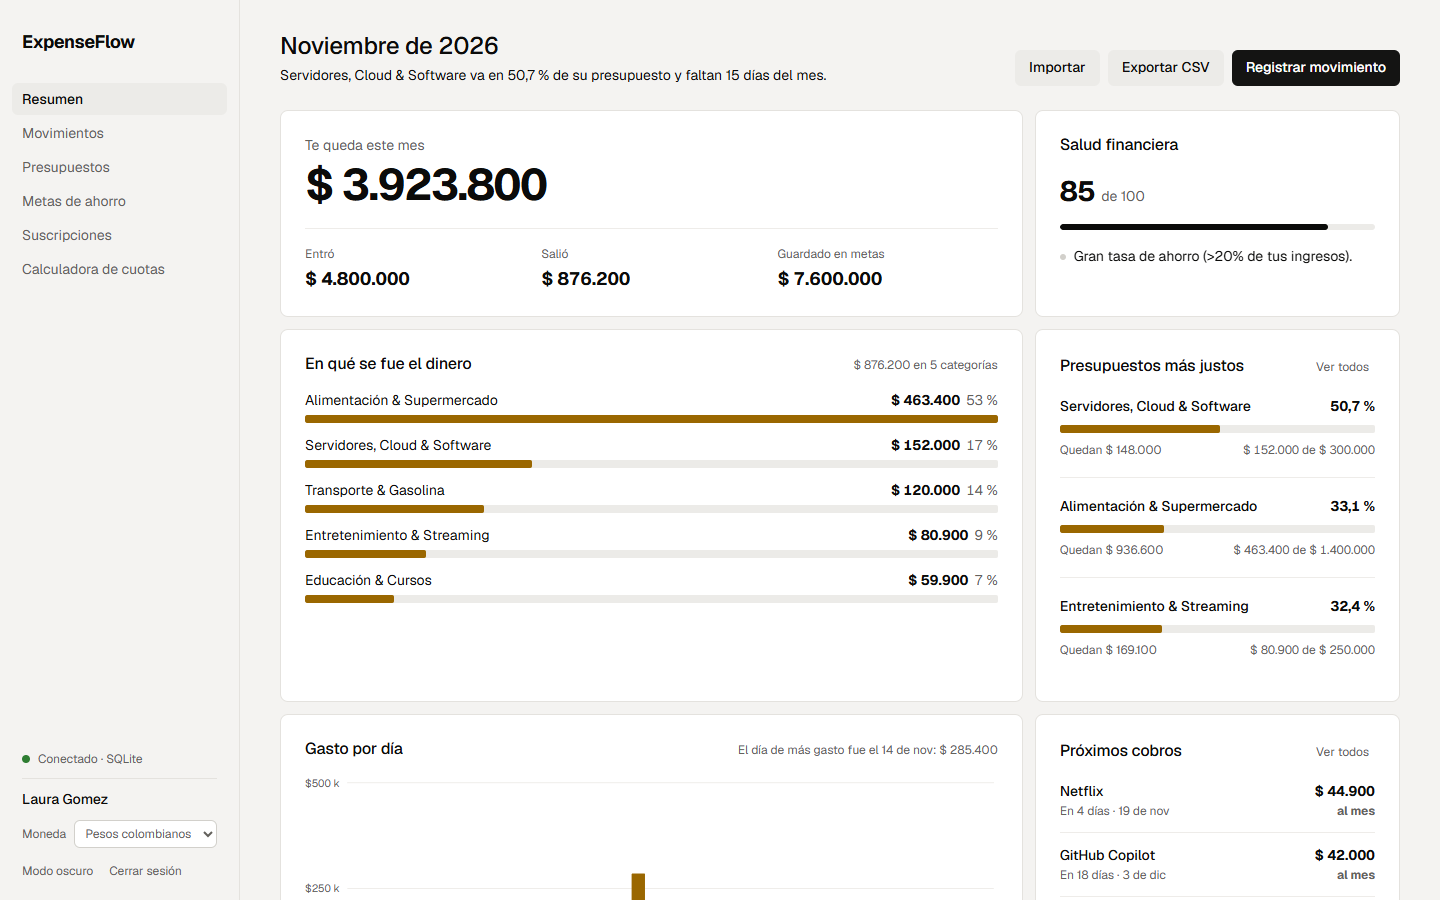 ExpenseFlow
Resumen
Movimientos
Presupuestos
Metas de ahorro
Suscripciones
Calculadora de cuotas
Conectado · SQLite
Laura Gomez
Moneda Pesos colombianos
Modo oscuro Cerrar sesión
Noviembre de 2026
Servidores, Cloud & Software va en 50,7 % de su presupuesto y faltan 15 días del mes.
Importar Exportar CSV Registrar movimiento
Te queda este mes
$ 3.923.800
Entró Salió Guardado en metas
$ 4.800.000 $ 876.200 $ 7.600.000
Salud financiera
85 de 100
Gran tasa de ahorro (>20% de tus ingresos).
En qué se fue el dinero $ 876.200 en 5 categorías
Alimentación & Supermercado $ 463.400 53 %
Servidores, Cloud & Software $ 152.000 17 %
Transporte & Gasolina $ 120.000 14 %
Entretenimiento & Streaming $ 80.900 9 %
Educación & Cursos $ 59.900 7 %
Presupuestos más justos Ver todos
Servidores, Cloud & Software 50,7 %
Quedan $ 148.000 $ 152.000 de $ 300.000
Alimentación & Supermercado 33,1 %
Quedan $ 936.600 $ 463.400 de $ 1.400.000
Entretenimiento & Streaming 32,4 %
Quedan $ 169.100 $ 80.900 de $ 250.000
Gasto por día El día de más gasto fue el 14 de nov: $ 285.400
$500 k
$250 k
Próximos cobros Ver todos
Netflix $ 44.900
En 4 días · 19 de nov al mes
GitHub Copilot $ 42.000
En 18 días · 3 de dic al mes